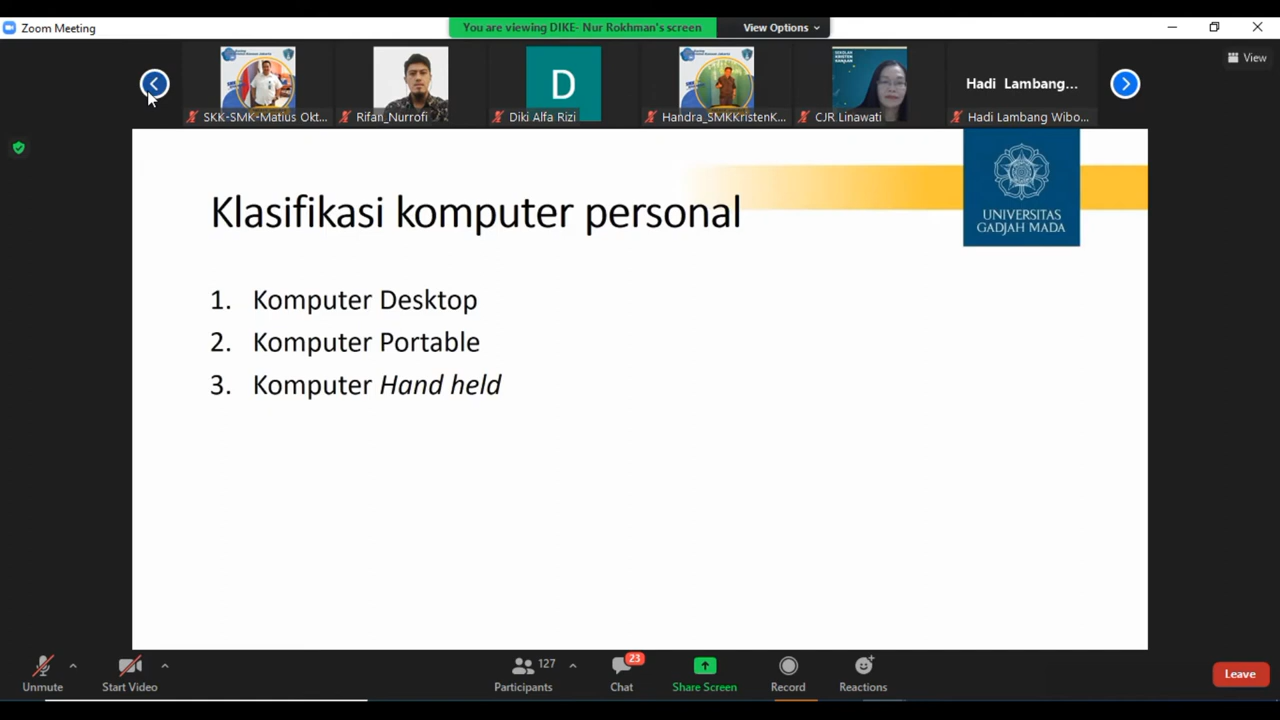 Zoom Meeting
You are viewing DIKE- Nur Rokhman's screen
View Options
View
SKK-SMK-Matius Okt...
Rifan_Nurrofi
D
Diki Alfa Rizi
Handra_SMKKristenK...
CJR Linawati
Hadi Lambang...
Hadi Lambang Wibo...
UNIVERSITAS
GADJAH MADA
Klasifikasi komputer personal
1. Komputer Desktop
2. Komputer Portable
3. Komputer Hand held
Unmute
Start Video
127
Participants
23
Chat
Share Screen
Record
Reactions
Leave